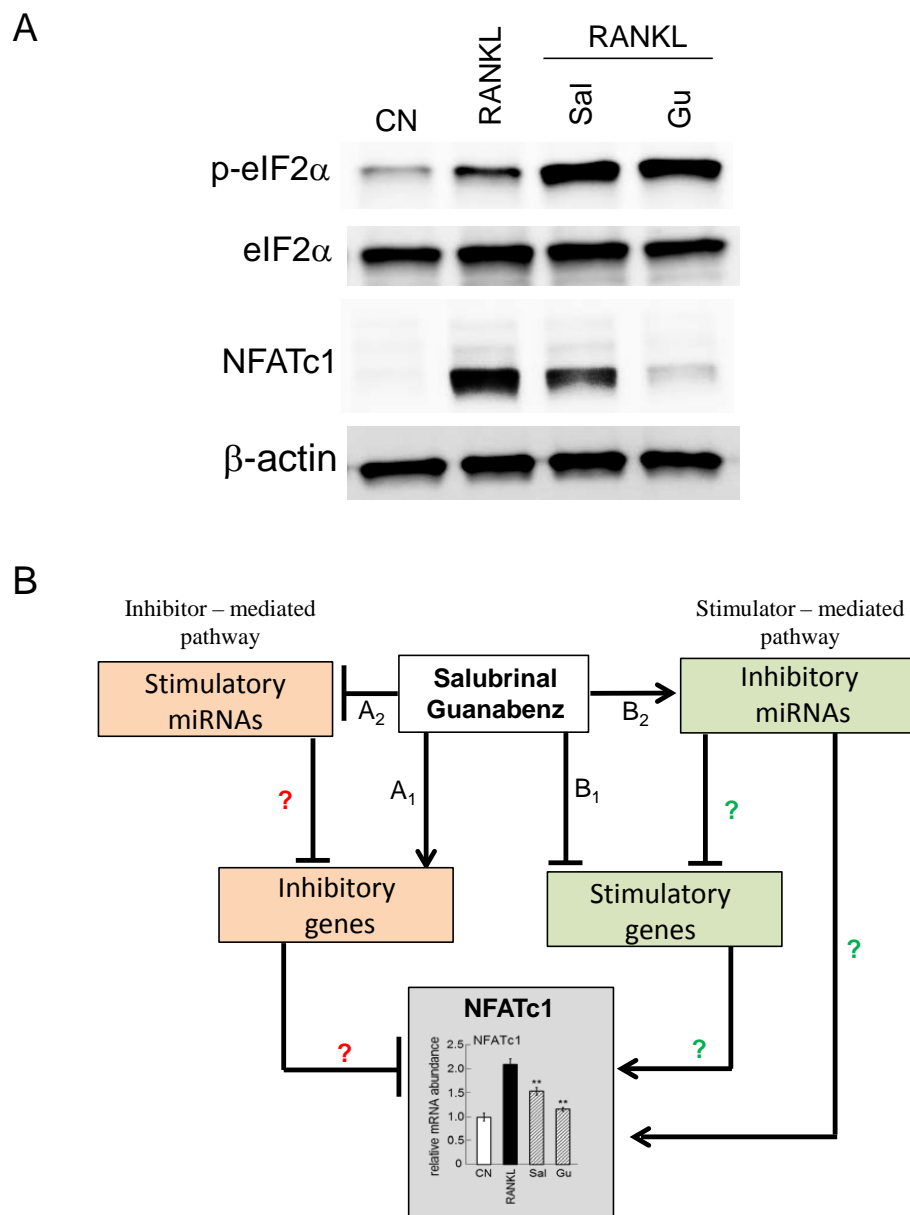 A
RANKL
CN
RANKL
Sal
Gu
p-eIF2α
eIF2α
NFATc1
β-actin
B
Inhibitor – mediated
pathway
Stimulator – mediated
pathway
Stimulatory
miRNAs
Salubrinal
Guanabenz
Inhibitory
miRNAs
A2
B2
?
A1
B1
?
Inhibitory
genes
Stimulatory
genes
?
NFATc1
?
?
NFATc1
relative mRNA abundance
2.5
2.0
1.5
1.0
0.5
0
**
**
CN
RANKL
Sal
Gu